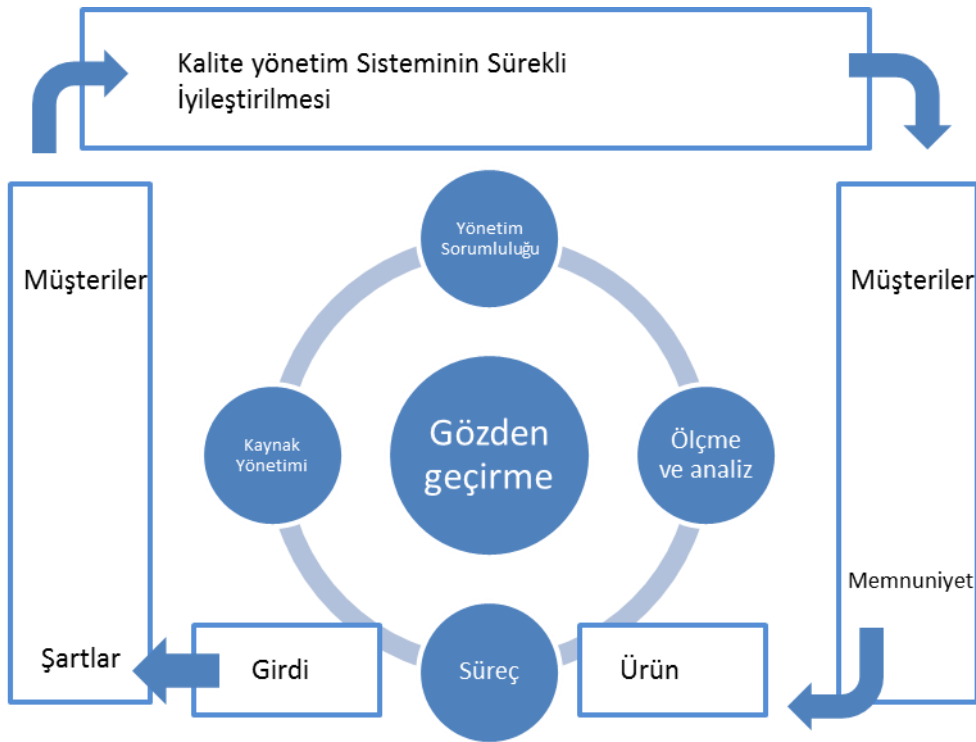 Kalite yönetim Sisteminin Sürekli
İyileştirilmesi
Yönetim
Sorumluluğu
Müşteriler
Müşteriler
Kaynak
Yönetimi
Gözden
geçirme
Ölçme
ve analiz
Memnuniyet
Şartlar
Girdi
Süreç
Ürün